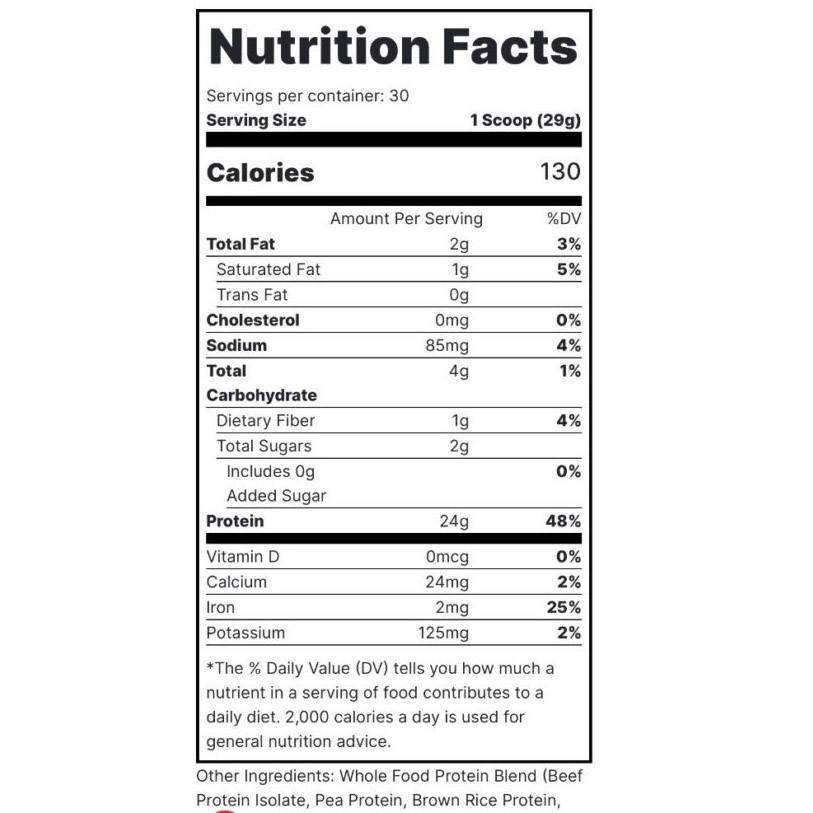 Nutrition Facts
Servings per container: 30
Serving Size 1 Scoop (29g)
Calories 130
Amount Per Serving %DV
Total Fat 2g 3%
Saturated Fat 1g 5%
Trans Fat 0g
Cholesterol 0mg 0%
Sodium 85mg 4%
Total 4g 1%
Carbohydrate
Dietary Fiber 1g 4%
Total Sugars 2g
Includes 0g 0%
Added Sugar
Protein 24g 48%
Vitamin D 0mcg 0%
Calcium 24mg 2%
Iron 2mg 25%
Potassium 125mg 2%
*The % Daily Value (DV) tells you how much a
nutrient in a serving of food contributes to a
daily diet. 2,000 calories a day is used for
general nutrition advice.
Other Ingredients: Whole Food Protein Blend (Beef
Protein Isolate, Pea Protein, Brown Rice Protein,